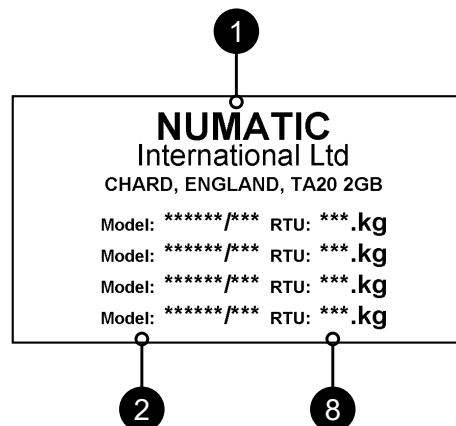 1
NUMATIC
International Ltd
CHARD, ENGLAND, TA20 2GB
Model: ******/*** RTU: ***.kg
Model: ******/*** RTU: ***.kg
Model: ******/*** RTU: ***.kg
Model: ******/*** RTU: ***.kg
2 8